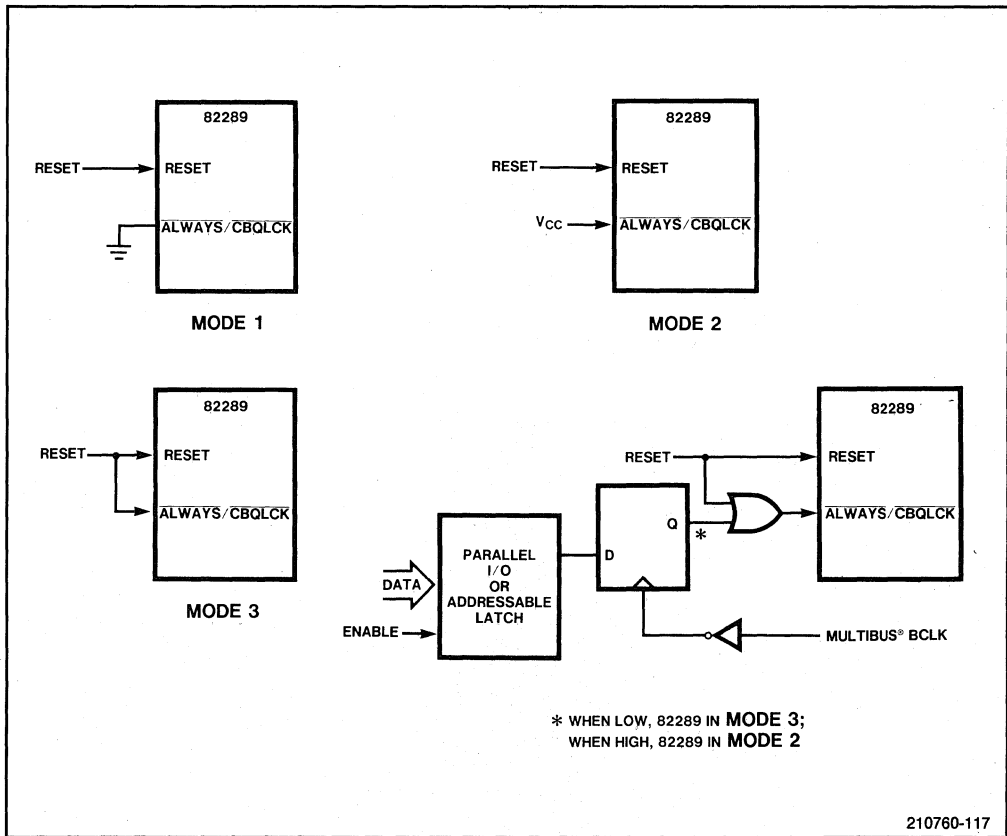 82289
RESET RESET
ALWAYS/CBQLCK
MODE 1
82289
RESET RESET
VCC ALWAYS/CBQLCK
MODE 2
82289
RESET RESET
ALWAYS/CBQLCK
MODE 3
82289
RESET RESET
ALWAYS/CBQLCK
Q
*
D
PARALLEL
I/O
OR
ADDRESSABLE
LATCH
DATA
ENABLE
MULTIBUS® BCLK
* WHEN LOW, 82289 IN MODE 3;
WHEN HIGH, 82289 IN MODE 2
210760-117